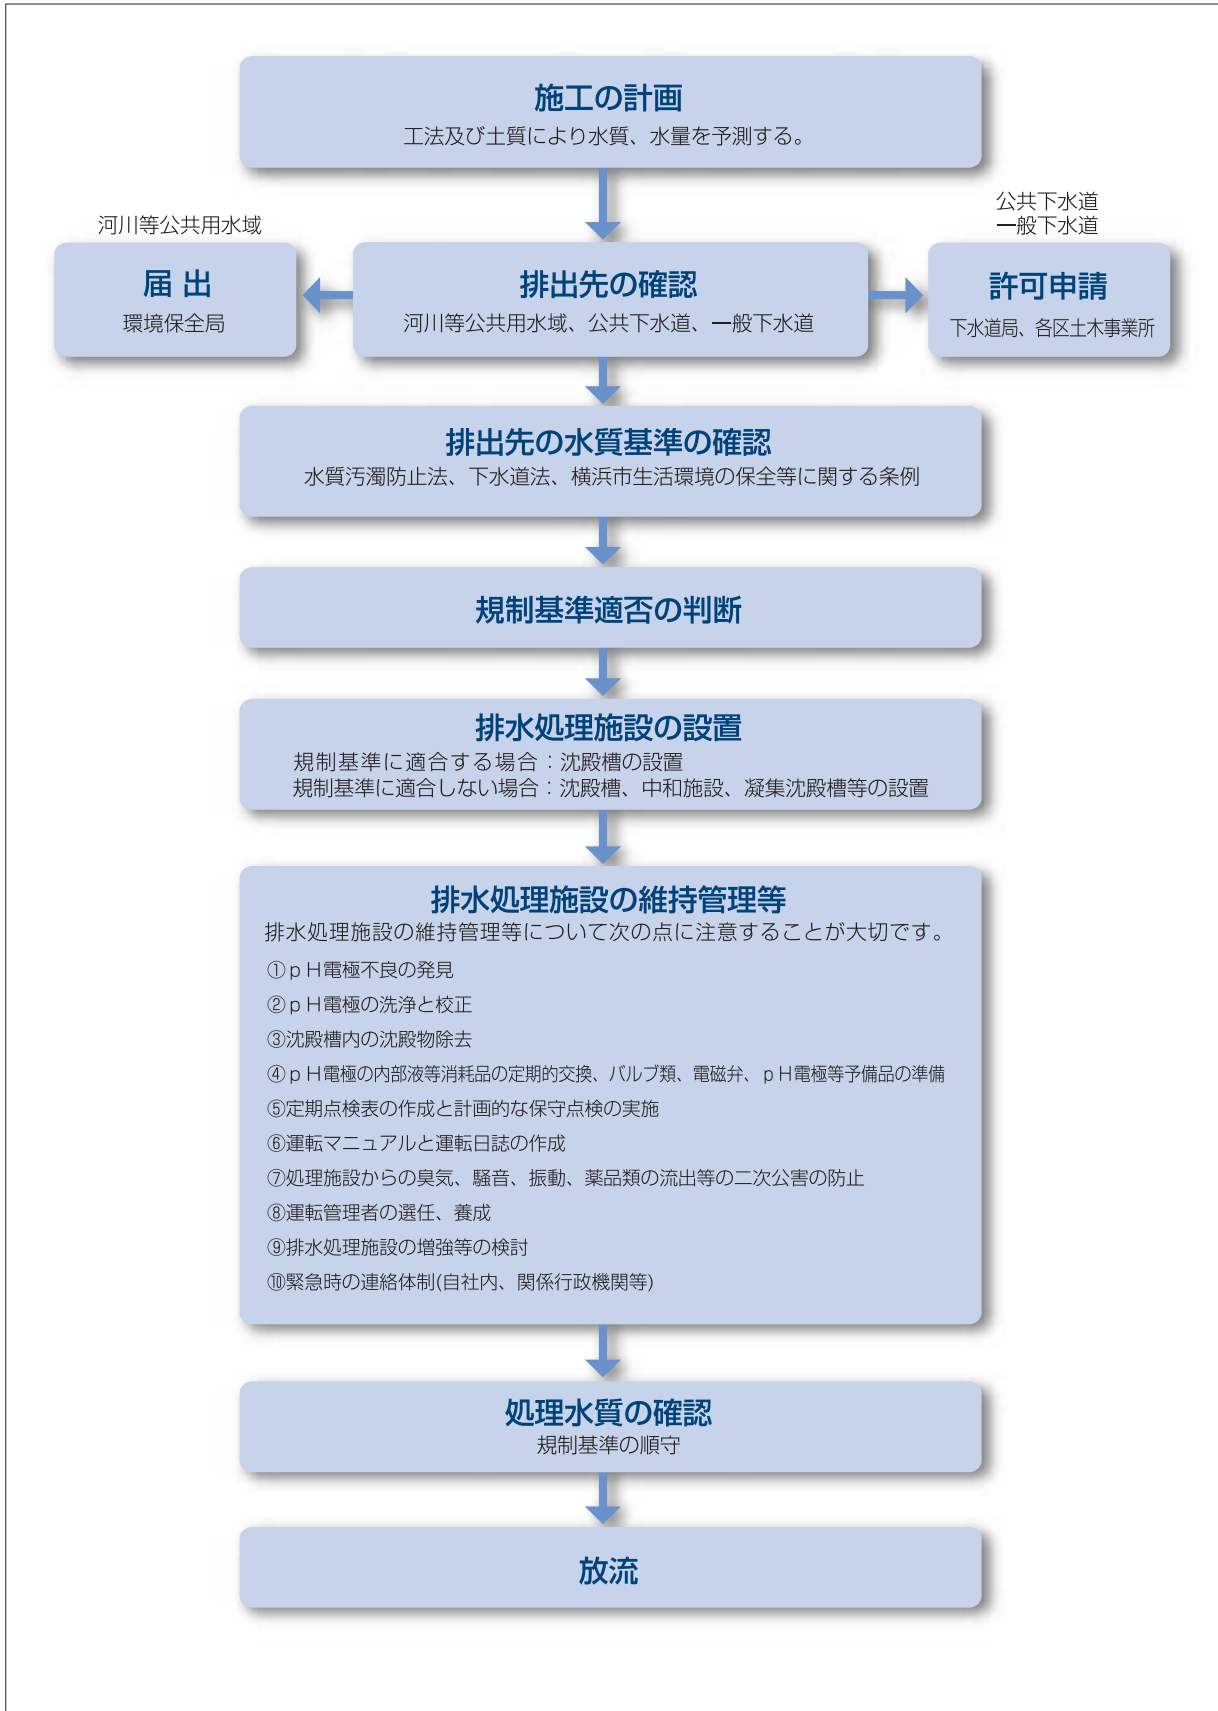 施工の計画
工法及び土質により水質、水量を予測する。
河川等公共用水域
届 出
環境保全局
排出先の確認
河川等公共用水域、公共下水道、一般下水道
公共下水道
一般下水道
許可申請
下水道局、各区土木事業所
排出先の水質基準の確認
水質汚濁防止法、下水道法、横浜市生活環境の保全等に関する条例
規制基準適否の判断
排水処理施設の設置
規制基準に適合する場合：沈殿槽の設置
規制基準に適合しない場合：沈殿槽、中和施設、凝集沈殿槽等の設置
排水処理施設の維持管理等
排水処理施設の維持管理等について次の点に注意することが大切です。
①ｐＨ電極不良の発見
②ｐＨ電極の洗浄と校正
③沈殿槽内の沈殿物除去
④ｐＨ電極の内部液等消耗品の定期的交換、バルブ類、電磁弁、ｐＨ電極等予備品の準備
⑤定期点検表の作成と計画的な保守点検の実施
⑥運転マニュアルと運転日誌の作成
⑦処理施設からの臭気、騒音、振動、薬品類の流出等の二次公害の防止
⑧運転管理者の選任、養成
⑨排水処理施設の増強等の検討
⑩緊急時の連絡体制(自社内、関係行政機関等)
処理水質の確認
規制基準の順守
放流